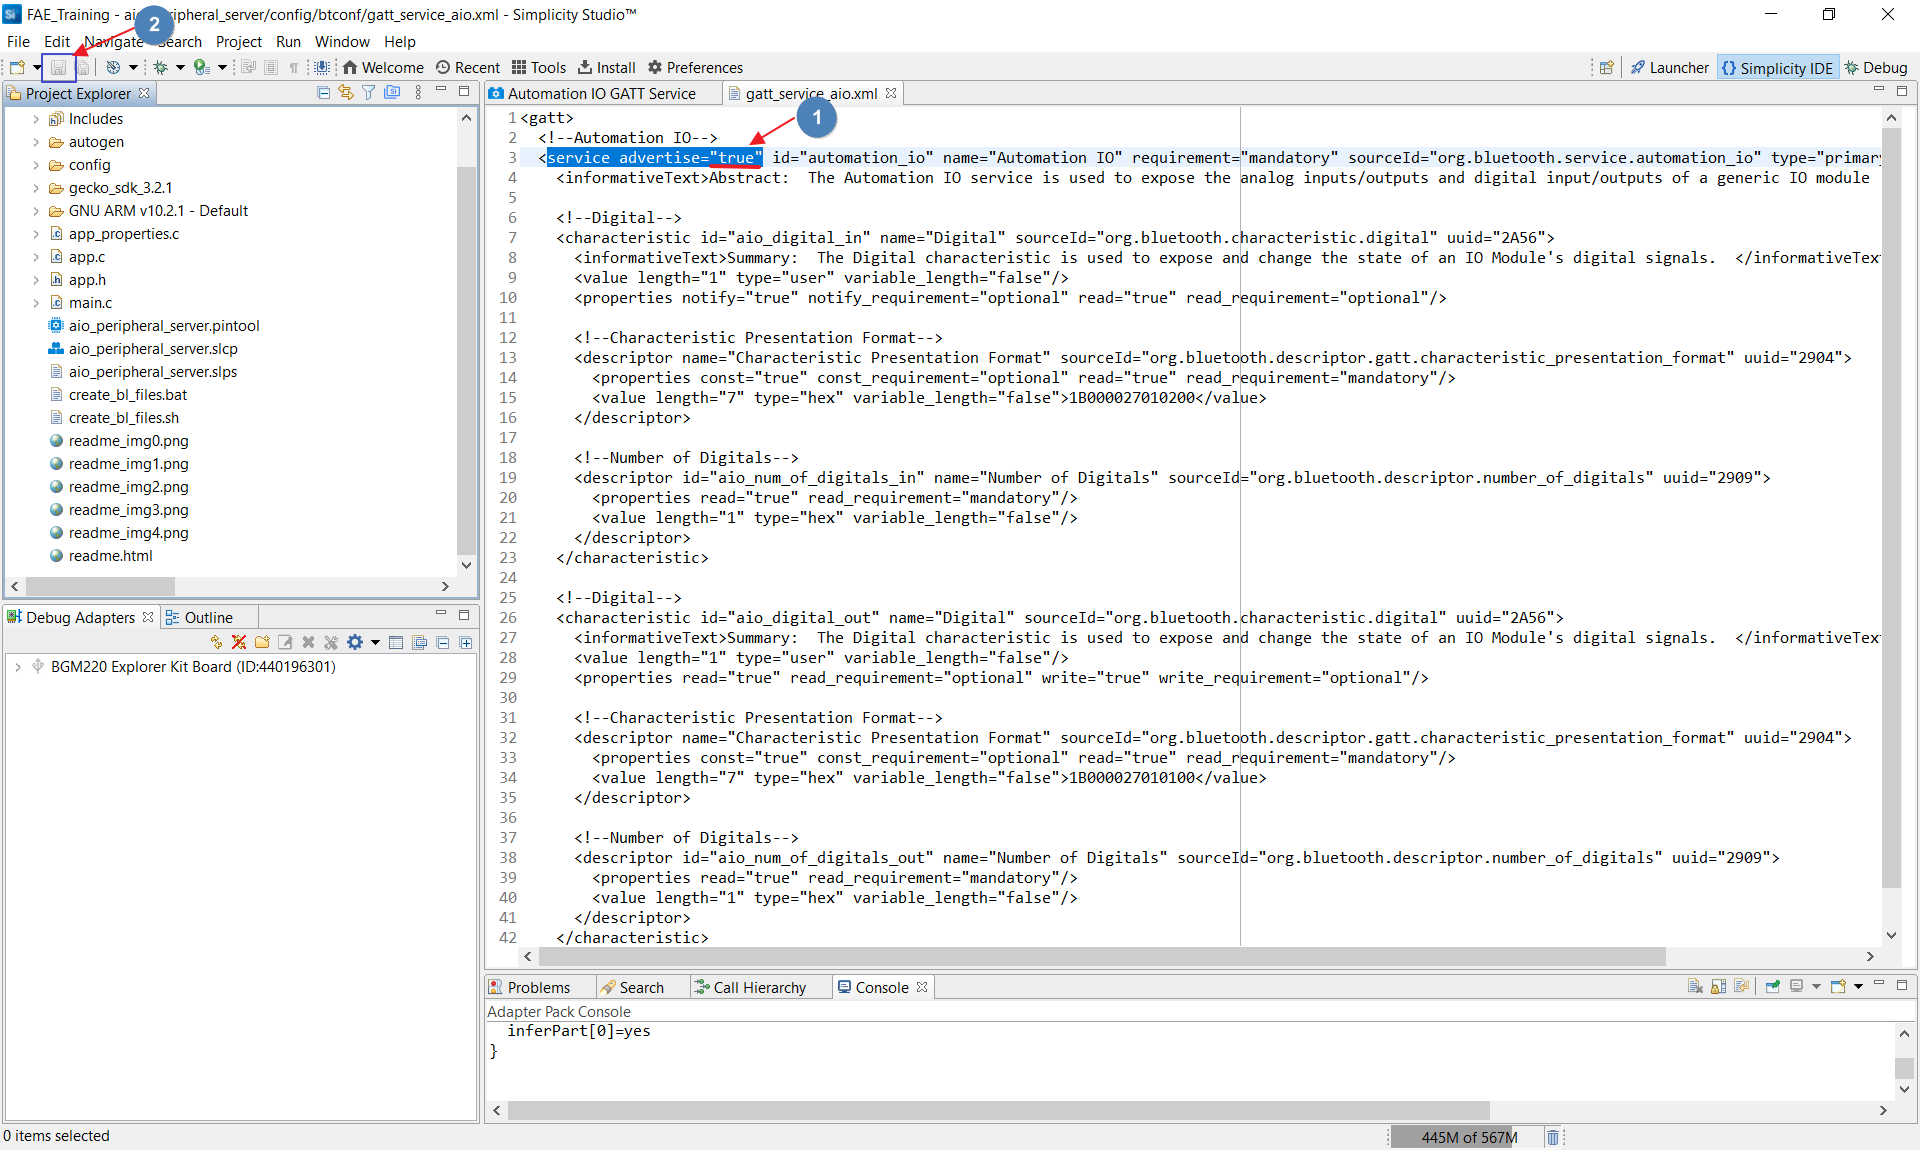 FAE_Training - aio_peripheral_server/config/btconf/gatt_service_aio.xml - Simplicity Studio™
2
File Edit Navigate Search Project Run Window Help
Welcome Recent Tools Install Preferences Launcher {} Simplicity IDE Debug
Project Explorer
Includes
autogen
config
gecko_sdk_3.2.1
GNU ARM v10.2.1 - Default
app_properties.c
app.c
app.h
main.c
aio_peripheral_server.pintool
aio_peripheral_server.slcp
aio_peripheral_server.slps
create_bl_files.bat
create_bl_files.sh
readme_img0.png
readme_img1.png
readme_img2.png
readme_img3.png
readme_img4.png
readme.html
Debug Adapters Outline
BGM220 Explorer Kit Board (ID:440196301)
Automation IO GATT Service gatt_service_aio.xml
1
1 <gatt>
2 <!--Automation IO-->
3 <service advertise="true" id="automation_io" name="Automation IO" requirement="mandatory" sourceId="org.bluetooth.service.automation_io" type="primary
4 <informativeText>Abstract:  The Automation IO service is used to expose the analog inputs/outputs and digital input/outputs of a generic IO module
5
6 <!--Digital-->
7 <characteristic id="aio_digital_in" name="Digital" sourceId="org.bluetooth.characteristic.digital" uuid="2A56">
8 <informativeText>Summary:  The Digital characteristic is used to expose and change the state of an IO Module's digital signals.  </informativeTex
9 <value length="1" type="user" variable_length="false"/>
10 <properties notify="true" notify_requirement="optional" read="true" read_requirement="optional"/>
11
12 <!--Characteristic Presentation Format-->
13 <descriptor name="Characteristic Presentation Format" sourceId="org.bluetooth.descriptor.gatt.characteristic_presentation_format" uuid="2904">
14 <properties const="true" const_requirement="optional" read="true" read_requirement="mandatory"/>
15 <value length="7" type="hex" variable_length="false">1B000027010200</value>
16 </descriptor>
17
18 <!--Number of Digitals-->
19 <descriptor id="aio_num_of_digitals_in" name="Number of Digitals" sourceId="org.bluetooth.descriptor.number_of_digitals" uuid="2909">
20 <properties read="true" read_requirement="mandatory"/>
21 <value length="1" type="hex" variable_length="false"/>
22 </descriptor>
23 </characteristic>
24
25 <!--Digital-->
26 <characteristic id="aio_digital_out" name="Digital" sourceId="org.bluetooth.characteristic.digital" uuid="2A56">
27 <informativeText>Summary:  The Digital characteristic is used to expose and change the state of an IO Module's digital signals.  </informativeTex
28 <value length="1" type="user" variable_length="false"/>
29 <properties read="true" read_requirement="optional" write="true" write_requirement="optional"/>
30
31 <!--Characteristic Presentation Format-->
32 <descriptor name="Characteristic Presentation Format" sourceId="org.bluetooth.descriptor.gatt.characteristic_presentation_format" uuid="2904">
33 <properties const="true" const_requirement="optional" read="true" read_requirement="mandatory"/>
34 <value length="7" type="hex" variable_length="false">1B000027010100</value>
35 </descriptor>
36
37 <!--Number of Digitals-->
38 <descriptor id="aio_num_of_digitals_out" name="Number of Digitals" sourceId="org.bluetooth.descriptor.number_of_digitals" uuid="2909">
39 <properties read="true" read_requirement="mandatory"/>
40 <value length="1" type="hex" variable_length="false"/>
41 </descriptor>
42 </characteristic>
Problems Search Call Hierarchy Console
Adapter Pack Console
inferPart[0]=yes
}
0 items selected
445M of 567M